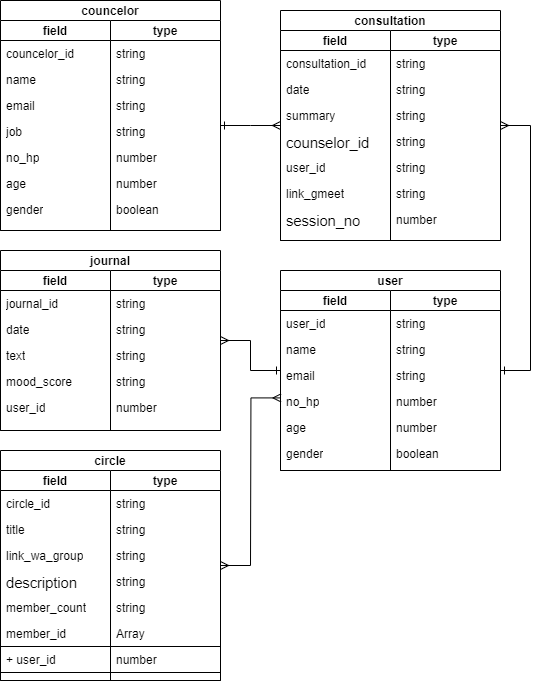 councelor
field type
councelor_id string
name string
email string
job string
no_hp number
age number
gender boolean
consultation
field type
consultation_id string
date string
summary string
counselor_id string
user_id string
link_gmeet string
session_no number
journal
field type
journal_id string
date string
text string
mood_score string
user_id number
user
field type
user_id string
name string
email string
no_hp number
age number
gender boolean
circle
field type
circle_id string
title string
link_wa_group string
description string
member_count string
member_id Array
+ user_id number